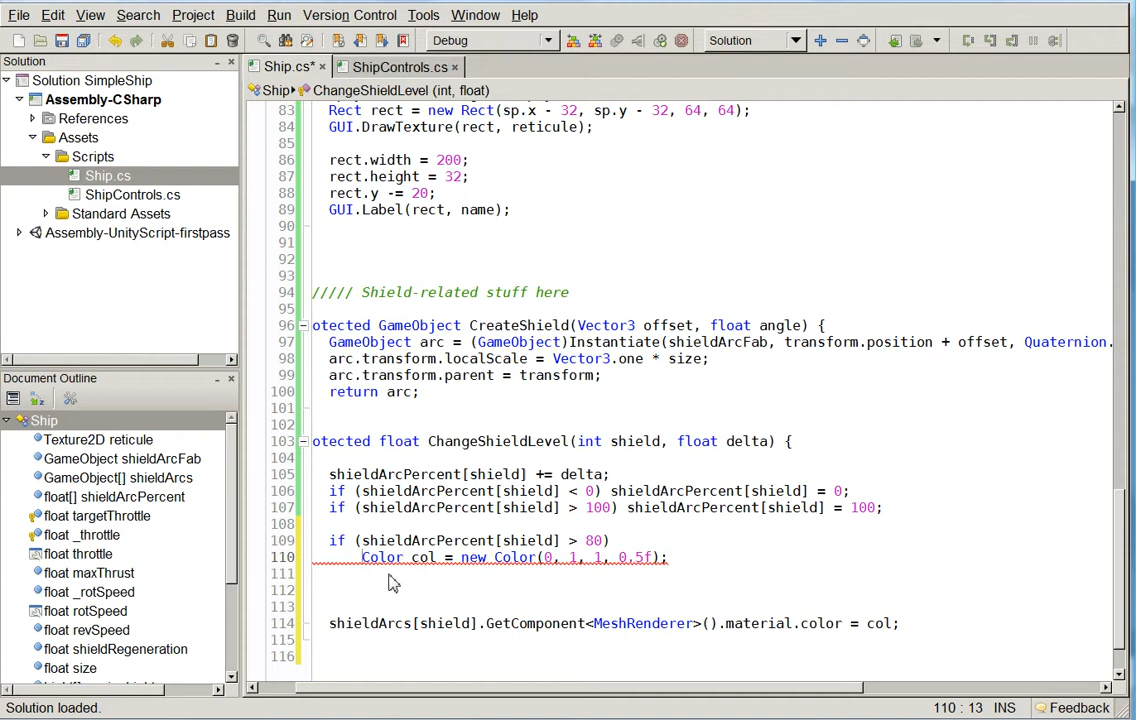 File Edit View Search Project Build Run Version Control Tools Window Help
Debug Solution
Solution
Solution SimpleShip
Assembly-CSharp
References
Assets
Scripts
Ship.cs
ShipControls.cs
Standard Assets
Assembly-UnityScript-firstpass
Document Outline
Ship
Texture2D reticule
GameObject shieldArcFab
GameObject[] shieldArcs
float[] shieldArcPercent
float targetThrottle
float _throttle
float throttle
float maxThrust
float _rotSpeed
float rotSpeed
float revSpeed
float shieldRegeneration
float size
Ship.cs* × ShipControls.cs ×
Ship ChangeShieldLevel (int, float)
83 Rect rect = new Rect(sp.x - 32, sp.y - 32, 64, 64);
84 GUI.DrawTexture(rect, reticule);
85
86 rect.width = 200;
87 rect.height = 32;
88 rect.y -= 20;
89 GUI.Label(rect, name);
90
91
92
93
94 ///// Shield-related stuff here
95
96 otected GameObject CreateShield(Vector3 offset, float angle) {
97 GameObject arc = (GameObject)Instantiate(shieldArcFab, transform.position + offset, Quaternion.
98 arc.transform.localScale = Vector3.one * size;
99 arc.transform.parent = transform;
100 return arc;
101
102
103 otected float ChangeShieldLevel(int shield, float delta) {
104
105 shieldArcPercent[shield] += delta;
106 if (shieldArcPercent[shield] < 0) shieldArcPercent[shield] = 0;
107 if (shieldArcPercent[shield] > 100) shieldArcPercent[shield] = 100;
108
109 if (shieldArcPercent[shield] > 80)
110 Color col = new Color(0, 1, 1, 0.5f);
111
112
113
114 shieldArcs[shield].GetComponent<MeshRenderer>().material.color = col;
115
116
Solution loaded. 110 : 13 INS Feedback